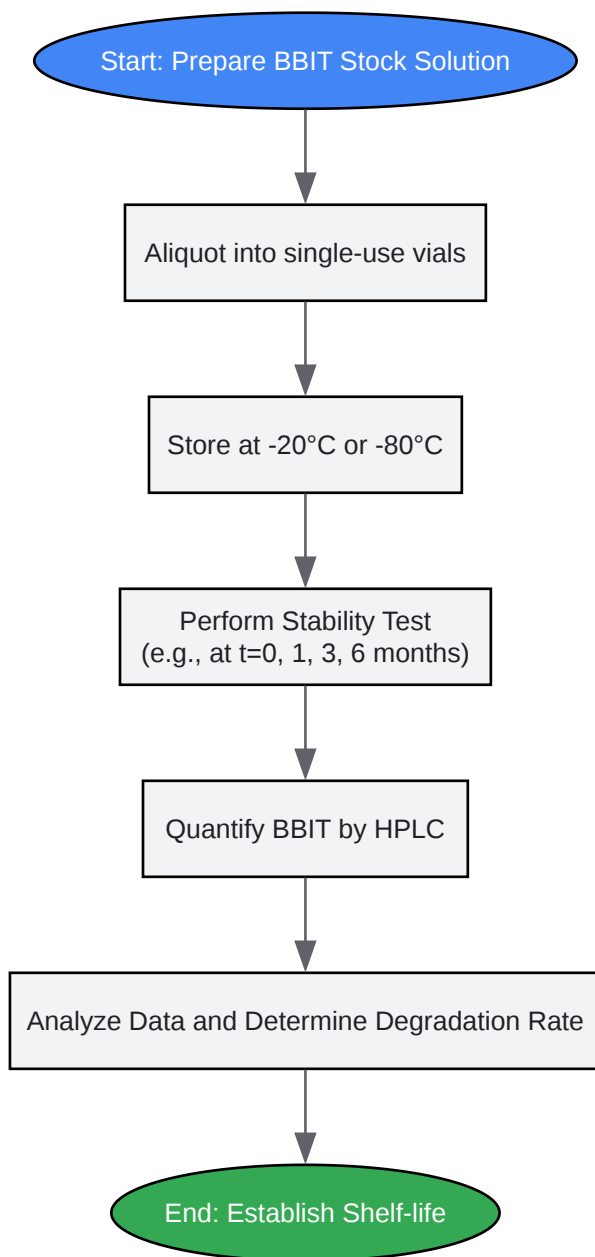 Start: Prepare BBIT Stock Solution
Aliquot into single-use vials
Store at -20°C or -80°C
Perform Stability Test
(e.g., at t=0, 1, 3, 6 months)
Quantify BBIT by HPLC
Analyze Data and Determine Degradation Rate
End: Establish Shelf-life